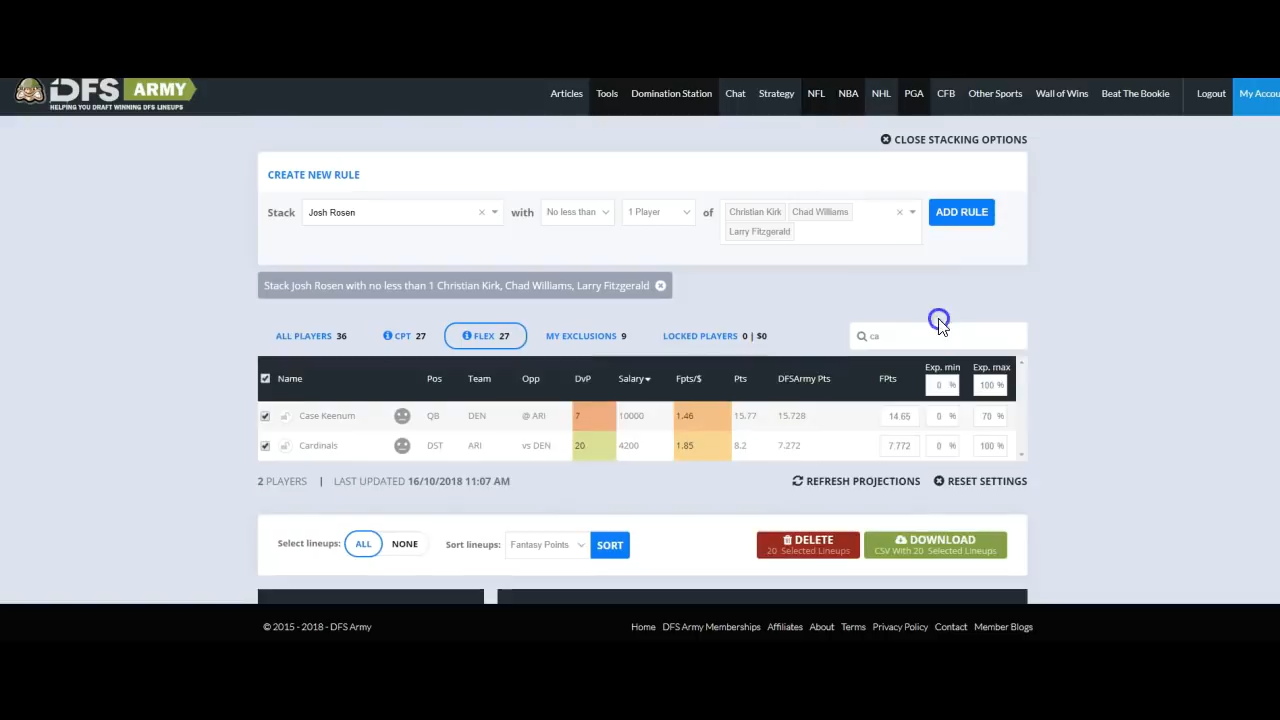 DFS ARMY
HELPING YOU DRAFT WINNING DFS LINEUPS
Articles Tools Domination Station Chat Strategy NFL NBA NHL PGA CFB Other Sports Wall of Wins Beat The Bookie Logout My Accou
CLOSE STACKING OPTIONS
CREATE NEW RULE
Stack Josh Rosen with No less than 1 Player of Christian Kirk Chad Williams ADD RULE
Larry Fitzgerald
Stack Josh Rosen with no less than 1 Christian Kirk, Chad Williams, Larry Fitzgerald
ALL PLAYERS 36 CPT 27 FLEX 27 MY EXCLUSIONS 9 LOCKED PLAYERS 0 | $0 ca
Name Pos Team Opp DvP Salary Fpts/$ Pts DFSArmy Pts FPts Exp. min Exp. max
0 % 100 %
Case Keenum QB DEN @ ARI 7 10000 1.46 15.77 15.728 14.65 0 % 70 %
Cardinals DST ARI vs DEN 20 4200 1.85 8.2 7.272 7.772 0 % 100 %
2 PLAYERS | LAST UPDATED 16/10/2018 11:07 AM REFRESH PROJECTIONS RESET SETTINGS
Select lineups: ALL NONE Sort lineups: Fantasy Points SORT DELETE DOWNLOAD
20 Selected Lineups CSV With 20 Selected Lineups
© 2015 - 2018 - DFS Army Home DFS Army Memberships Affiliates About Terms Privacy Policy Contact Member Blogs